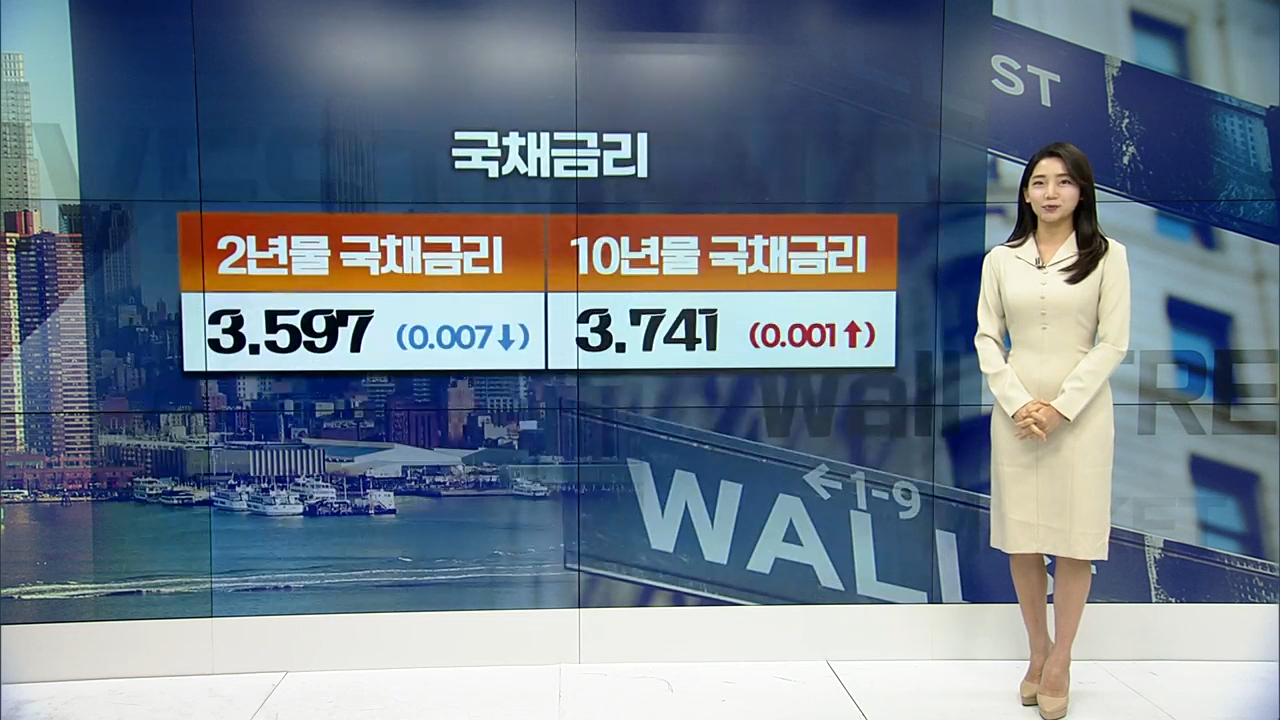 ST
국채금리
2년물 국채금리 10년물 국채금리
3.597 (0.007↓) 3.741 (0.001↑)
wall STRE
←1-9
WALL S